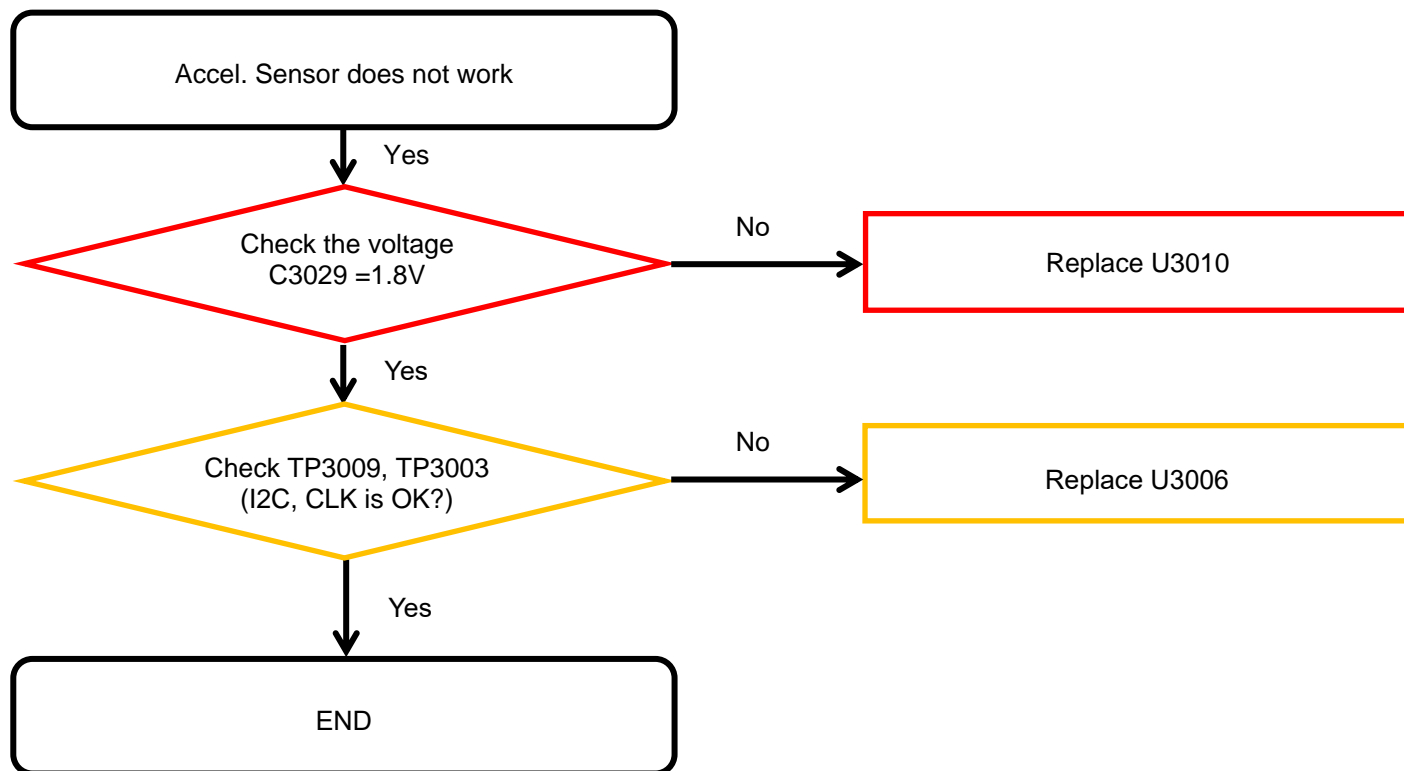 Accel. Sensor does not work
Yes
Check the voltage
C3029 =1.8V
No
Replace U3010
Yes
Check TP3009, TP3003
(I2C, CLK is OK?)
No
Replace U3006
Yes
END